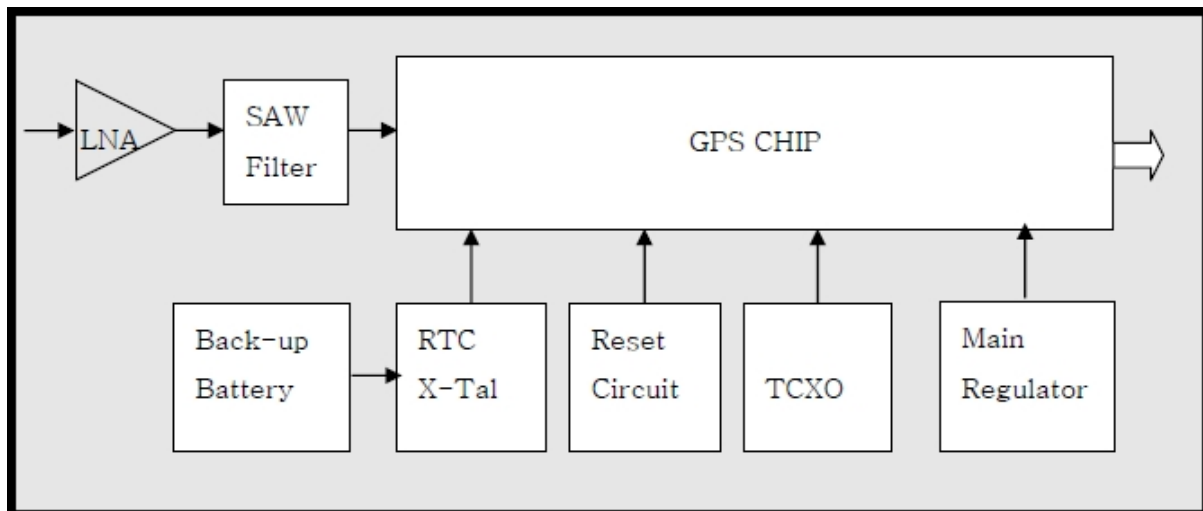 LNA
SAW
Filter
GPS CHIP
Back-up
Battery
RTC
X-Tal
Reset
Circuit
TCXO
Main
Regulator